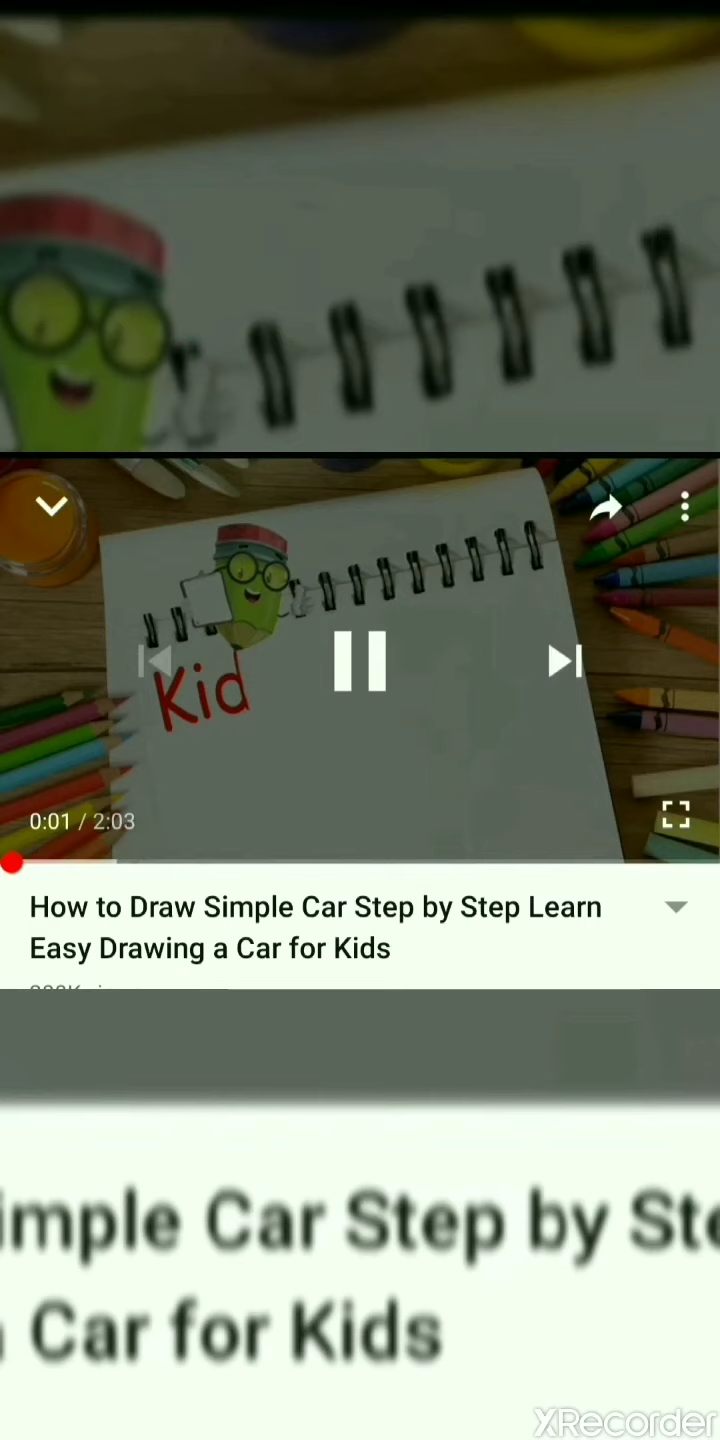 Kid
0:01 / 2:03
How to Draw Simple Car Step by Step Learn
Easy Drawing a Car for Kids
imple Car Step by Ste
Car for Kids
XRecorder